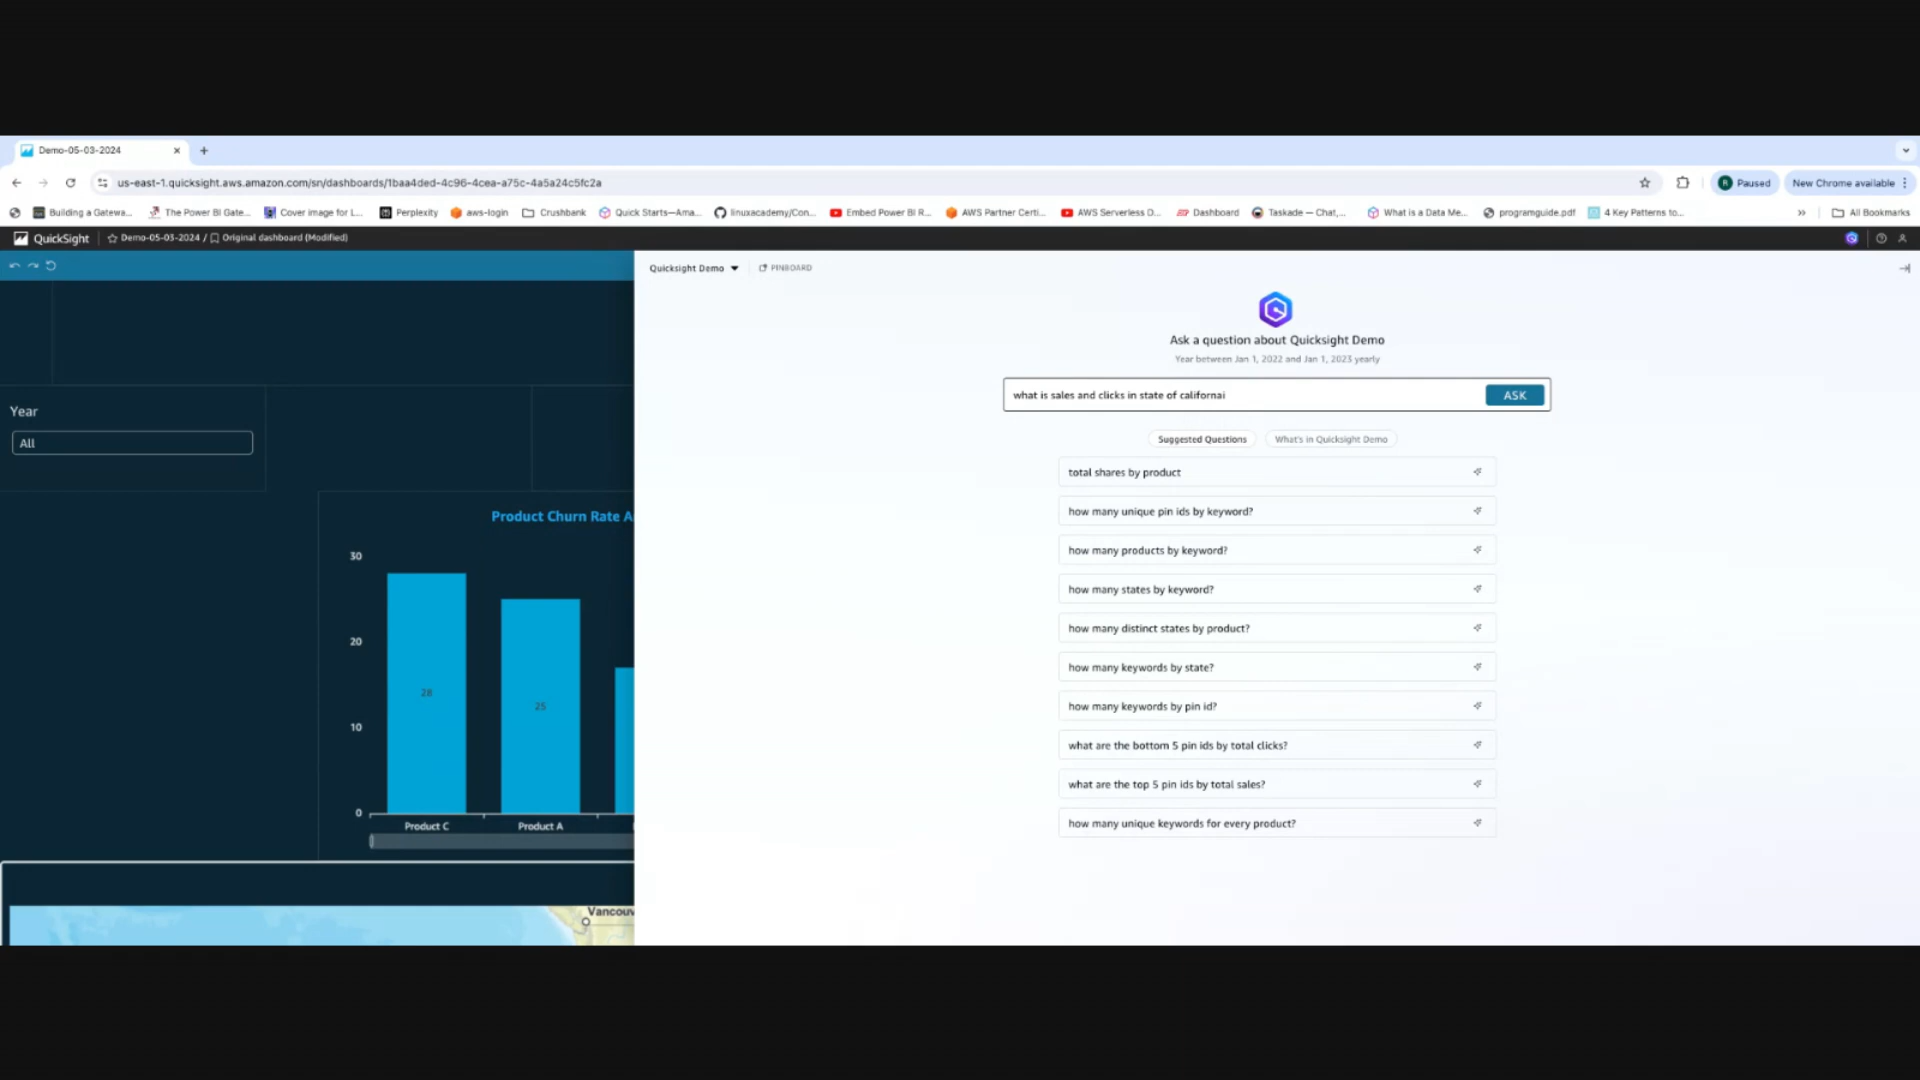 Demo-05-03-2024
us-east-1.quicksight.aws.amazon.com/sn/dashboards/1baa4ded-4c96-4cea-a75c-4a5a24c5fc2a
Paused
New Chrome available
Building a Gatewa...
The Power BI Gate...
Cover image for L...
Perplexity
aws-login
Crushbank
Quick Starts—Ama...
linuxacademy/Con...
Embed Power BI R...
AWS Partner Certi...
AWS Serverless D...
Dashboard
Taskade — Chat,...
What is a Data Me...
programguide.pdf
4 Key Patterns to...
All Bookmarks
QuickSight
Demo-05-03-2024 / Original dashboard (Modified)
Year
All
Product Churn Rate A
30
20
10
0
28
25
Product C
Product A
Vancouv
Quicksight Demo
PINBOARD
Ask a question about Quicksight Demo
Year between Jan 1, 2022 and Jan 1, 2023 yearly
what is sales and clicks in state of californai
ASK
Suggested Questions
What's in Quicksight Demo
total shares by product
how many unique pin ids by keyword?
how many products by keyword?
how many states by keyword?
how many distinct states by product?
how many keywords by state?
how many keywords by pin id?
what are the bottom 5 pin ids by total clicks?
what are the top 5 pin ids by total sales?
how many unique keywords for every product?